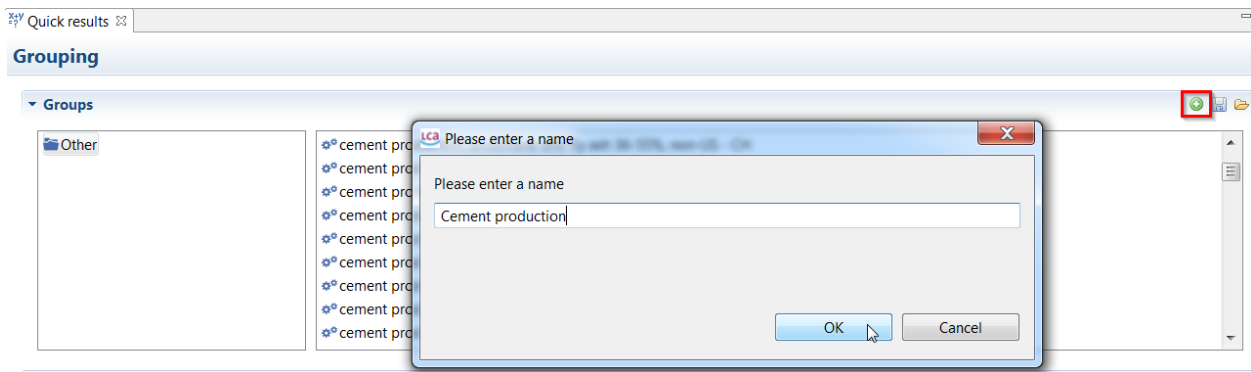 Quick results
Grouping
Groups
Other
cement pro
cement pro
cement pro
cement pro
cement pro
cement pro
cement pro
cement pro
cement pro
LCa Please enter a name
Please enter a name
Cement production
OK
Cancel